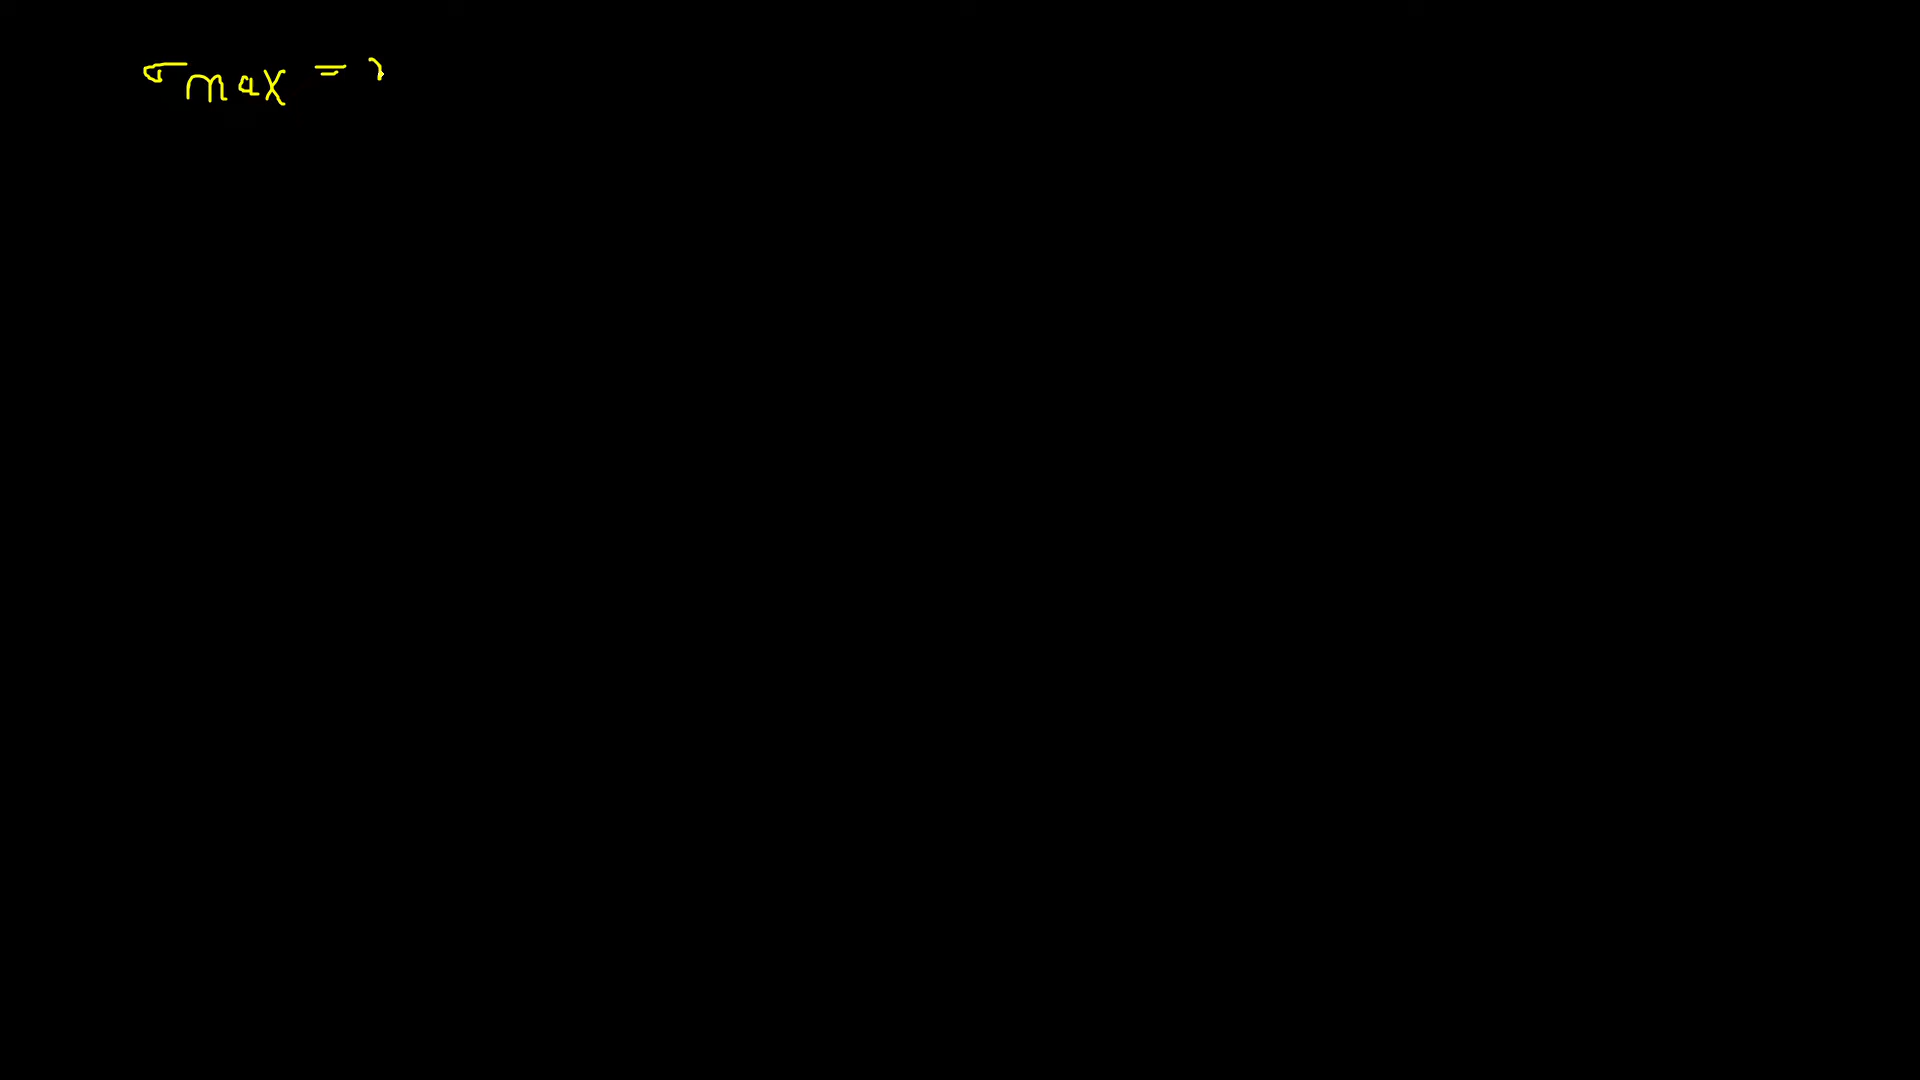 σmax = ?